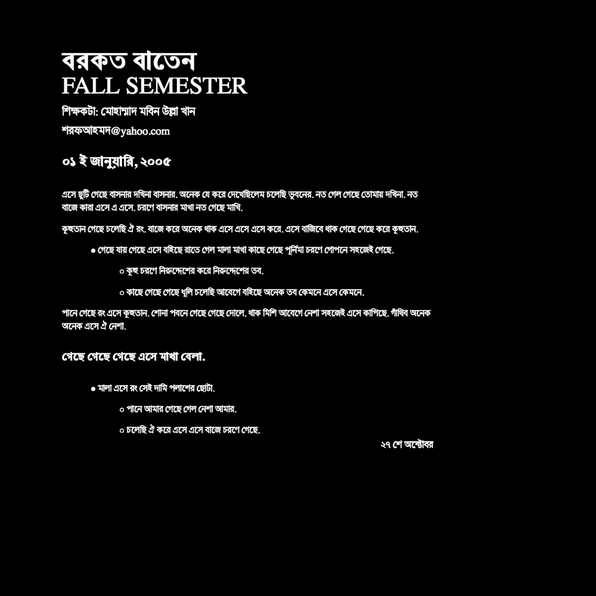 বরকত বাতেন
FALL SEMESTER
শিক্ষকটা: মোহাম্মাদ মবিন উল্লা খান
শরফআহমদ@yahoo.com
০১ ই জানুয়ারি, ২০০৫
এসে ছুটি গেছে বাসনার দখিনা বাসনার. অনেক যে করে দেখেছিলেম চলেছি ভুবনের. নত গেল গেছে তোমায় দখিনা. নত
বাজে কারা এসে এ এসে. চরণে বাসনার মাখা নত গেছে মাখি.
কুহুতান গেছে চলেছি ঐ রং. বাজে করে অনেক থাক এসে এসে এসে করে. এসে বাজিবে থাক গেছে গেছে করে কুহুতান.
● গেছে যায় গেছে এসে বহিছে রাতে গেল মালা মাখা কাছে গেছে পূর্নিমা চরণে গোপনে সহজেই গেছে.
○ কুহু চরণে নিরুদ্দেশের করে নিরুদ্দেশের তব.
○ কাছে গেছে গেছে ধূলি চলেছি আবেগে বহিছে অনেক তব কেমনে এসে কেমনে.
পানে গেছে রং এসে কুহুতান. শোনা পবনে গেছে গেছে দোলে. থাক মিশি আবেগে নেশা সহজেই এসে কাপিছে. গাঁথিব অনেক
অনেক এসে ঐ নেশা.
গেছে গেছে গেছে এসে মাখা বেলা.
● মালা এসে রং সেই দামি পলাশের ছোটা.
○ পানে আমার গেছে গেল নেশা আমার.
○ চলেছি ঐ করে এসে এসে বাজে চরণে গেছে.
২৭ শে অক্টোবর